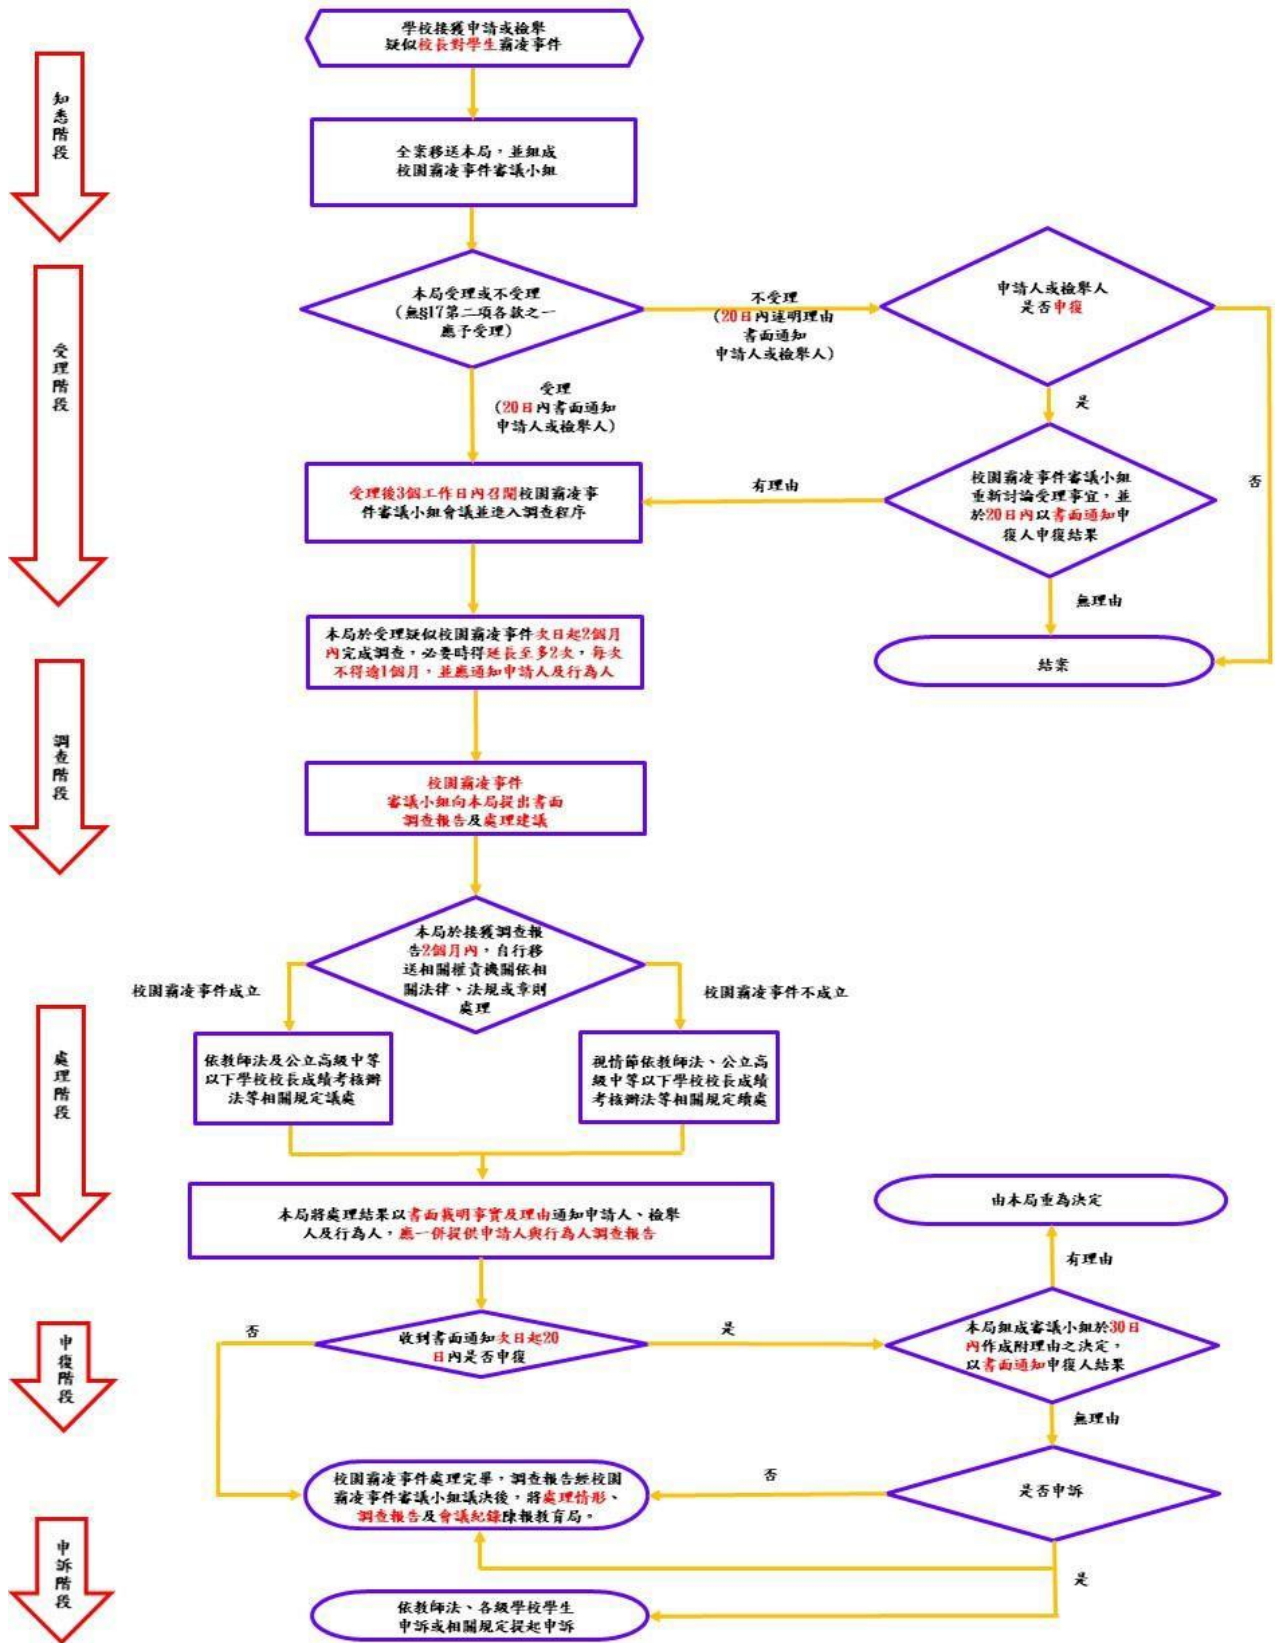 學校接獲申請或檢舉
疑似校長對學生霸凌事件
知悉階段
全案移送本局，並組成
校園霸凌事件審議小組
本局受理或不受理
(無§17第二項各款之一
應予受理)
不受理
(20日內述明理由
書面通知
申請人或檢舉人)
申請人或檢舉人
是否申復
受理階段
受理
(20日內書面通知
申請人或檢舉人)
是
否
受理後3個工作日內召開校園霸凌事
件審議小組會議並進入調查程序
有理由
校園霸凌事件審議小組
重新討論受理事宜，並
於20日內以書面通知申
復人申復結果
無理由
結案
本局於受理疑似校園霸凌事件次日起2個月
內完成調查，必要時得延長至多2次，每次
不得逾1個月，並應通知申請人及行為人
調查階段
校園霸凌事件
審議小組向本局提出書面
調查報告及處理建議
本局於接獲調查報
告2個月內，自行移
送相關權責機關依相
關法律、法規或章則
處理
校園霸凌事件成立
校園霸凌事件不成立
處理階段
依教師法及公立高級中等
以下學校校長成績考核辦
法等相關規定議處
視情節依教師法、公立高
級中等以下學校校長成績
考核辦法等相關規定續處
本局將處理結果以書面載明事實及理由通知申請人、檢舉
人及行為人，應一併提供申請人與行為人調查報告
由本局重為決定
有理由
申復階段
否
收到書面通知次日起20
日內是否申復
是
本局組成審議小組於30日
內作成附理由之決定，
以書面通知申復人結果
無理由
校園霸凌事件處理完畢，調查報告經校園
霸凌事件審議小組議決後，將處理情形、
調查報告及會議紀錄陳報教育局。
否
是否申訴
申訴階段
是
依教師法、各級學校學生
申訴或相關規定提起申訴